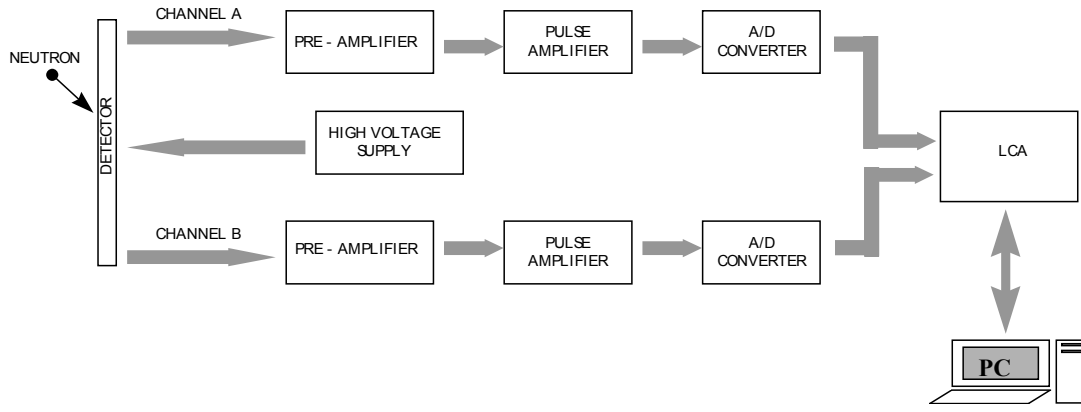 CHANNEL A
PRE - AMPLIFIER
PULSE
AMPLIFIER
A/D
CONVERTER
NEUTRON
DETECTOR
HIGH VOLTAGE
SUPPLY
LCA
CHANNEL B
PRE - AMPLIFIER
PULSE
AMPLIFIER
A/D
CONVERTER
PC